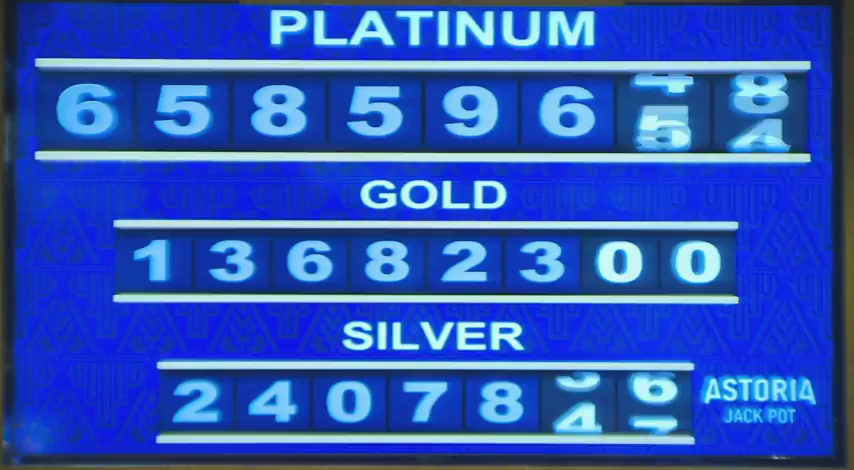 PLATINUM
658596
GOLD
13682300
SILVER
24078
ASTORIA
JACK POT